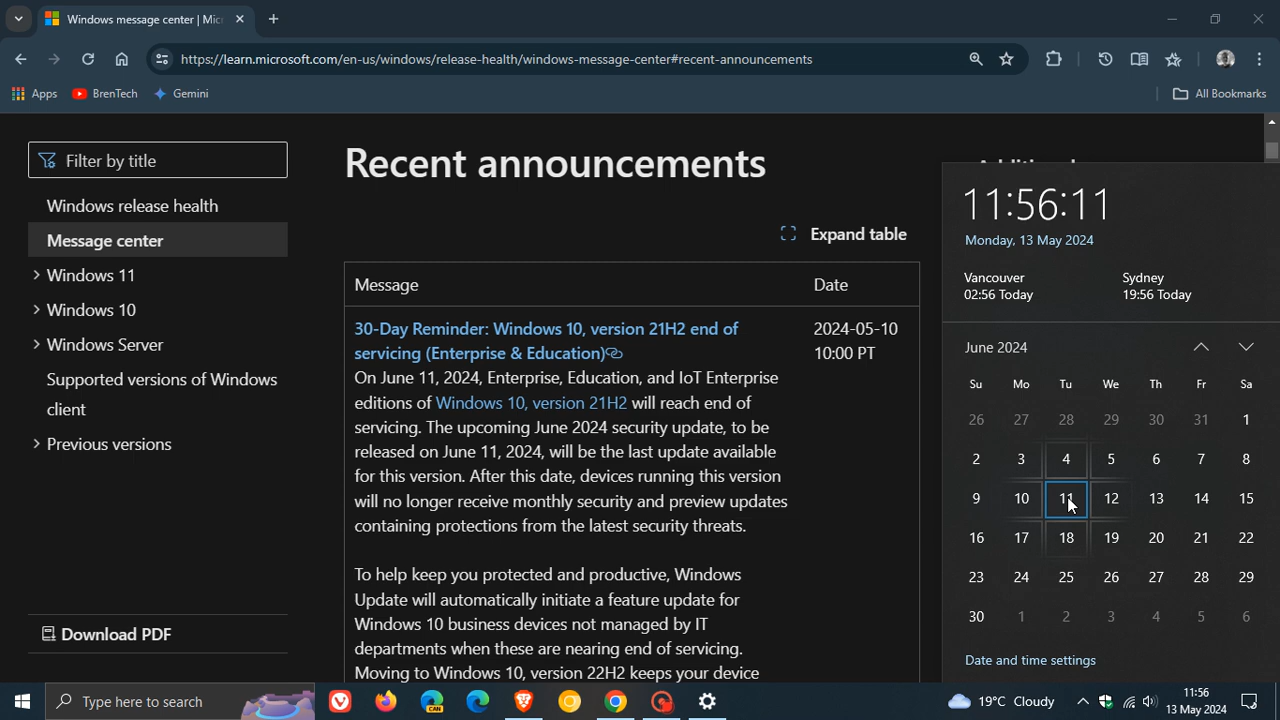 Windows message center | Mic
https://learn.microsoft.com/en-us/windows/release-health/windows-message-center#recent-announcements
Apps
BrenTech
Gemini
All Bookmarks
Filter by title
Windows release health
Message center
Windows 11
Windows 10
Windows Server
Supported versions of Windows
client
Previous versions
Download PDF
Recent announcements
Expand table
Message Date
30-Day Reminder: Windows 10, version 21H2 end of
servicing (Enterprise & Education)
2024-05-10
10:00 PT
On June 11, 2024, Enterprise, Education, and IoT Enterprise
editions of Windows 10, version 21H2 will reach end of
servicing. The upcoming June 2024 security update, to be
released on June 11, 2024, will be the last update available
for this version. After this date, devices running this version
will no longer receive monthly security and preview updates
containing protections from the latest security threats.
To help keep you protected and productive, Windows
Update will automatically initiate a feature update for
Windows 10 business devices not managed by IT
departments when these are nearing end of servicing.
Moving to Windows 10, version 22H2 keeps your device
11:56:11
Monday, 13 May 2024
Vancouver
02:56 Today
Sydney
19:56 Today
June 2024
Su Mo Tu We Th Fr Sa
26 27 28 29 30 31 1
2 3 4 5 6 7 8
9 10 11 12 13 14 15
16 17 18 19 20 21 22
23 24 25 26 27 28 29
30 1 2 3 4 5 6
Date and time settings
Type here to search
CAN
19°C Cloudy
11:56
13 May 2024